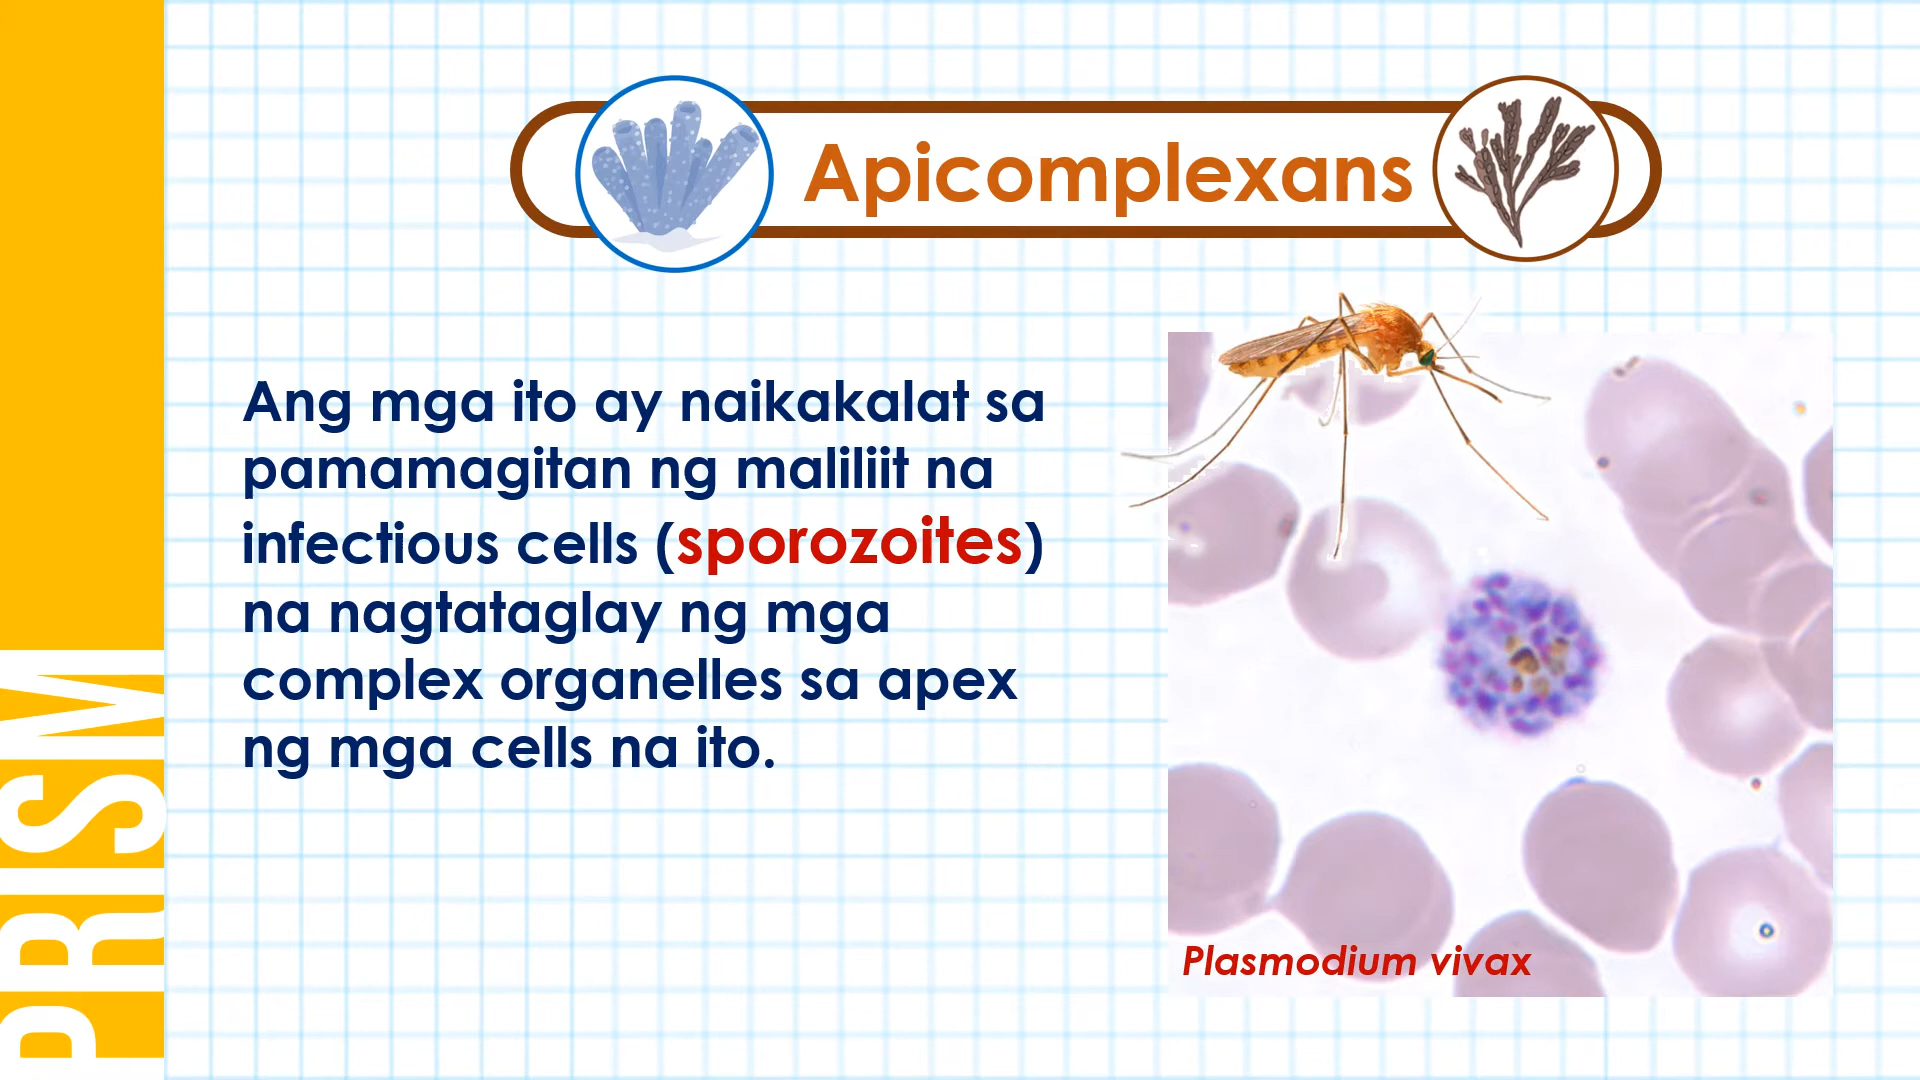 Apicomplexans
Ang mga ito ay naikakalat sa
pamamagitan ng maliliit na
infectious cells (sporozoites)
na nagtataglay ng mga
complex organelles sa apex
ng mga cells na ito.
Plasmodium vivax
PRISM